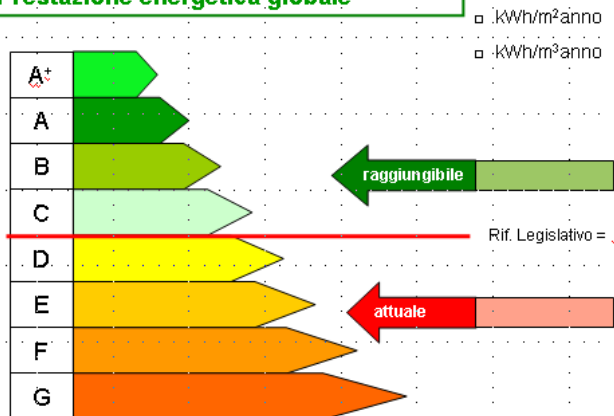 Prestazione energetica globale
kWh/m²anno
kWh/m³anno
A+
A
B
raggiungibile
C
Rif. Legislativo =
D
E
attuale
F
G